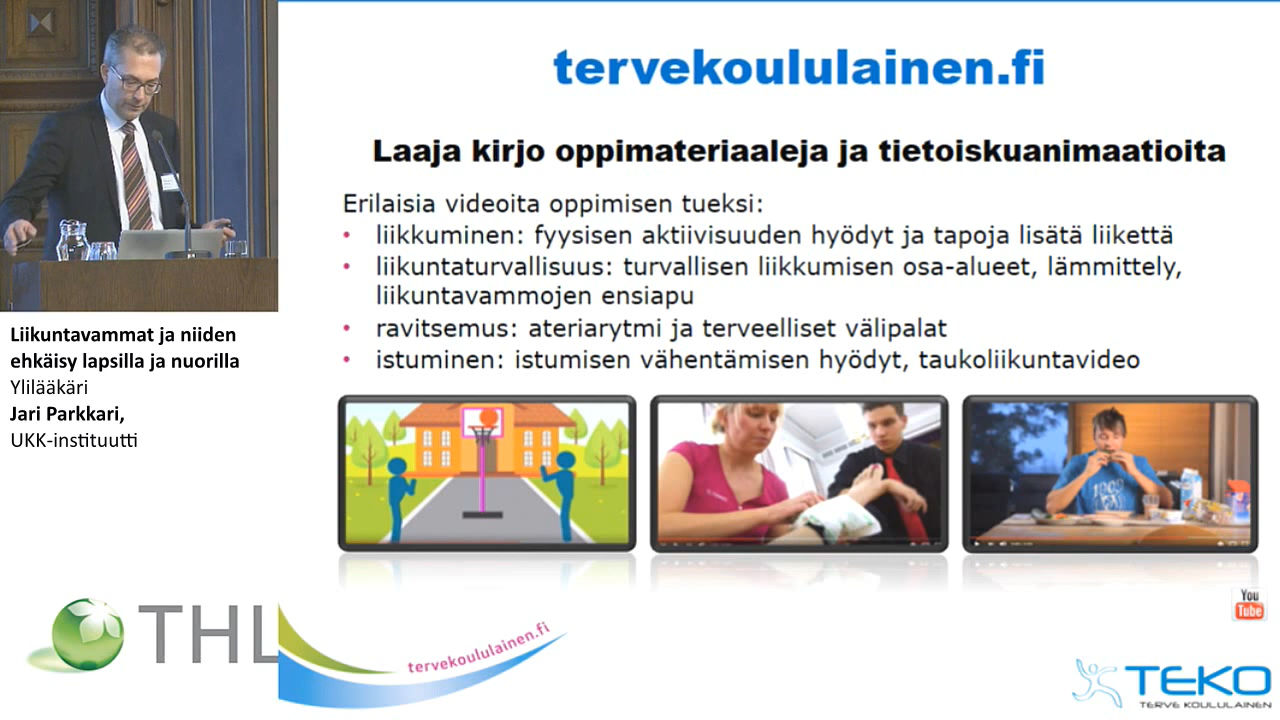 tervekoululainen.fi
Laaja kirjo oppimateriaaleja ja tietoiskuanimaatioita
Erilaisia videoita oppimisen tueksi:
• liikkuminen: fyysisen aktiivisuuden hyödyt ja tapoja lisätä liikettä
• liikuntaturvallisuus: turvallisen liikkumisen osa-alueet, lämmittely,
liikuntavammojen ensiapu
• ravitsemus: ateriarytmi ja terveelliset välipalat
• istuminen: istumisen vähentämisen hyödyt, taukoliikuntavideo
Liikuntavammat ja niiden
ehkäisy lapsilla ja nuorilla
Ylilääkäri
Jari Parkkari,
UKK-instituutti
THL
tervekoululainen.fi
You
Tube
TEKO
TERVE KOULULAINEN